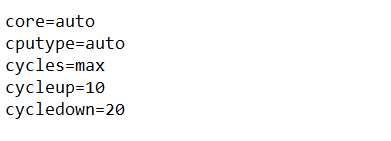 core=auto
cputype=auto
cycles=max
cycleup=10
cycledown=20